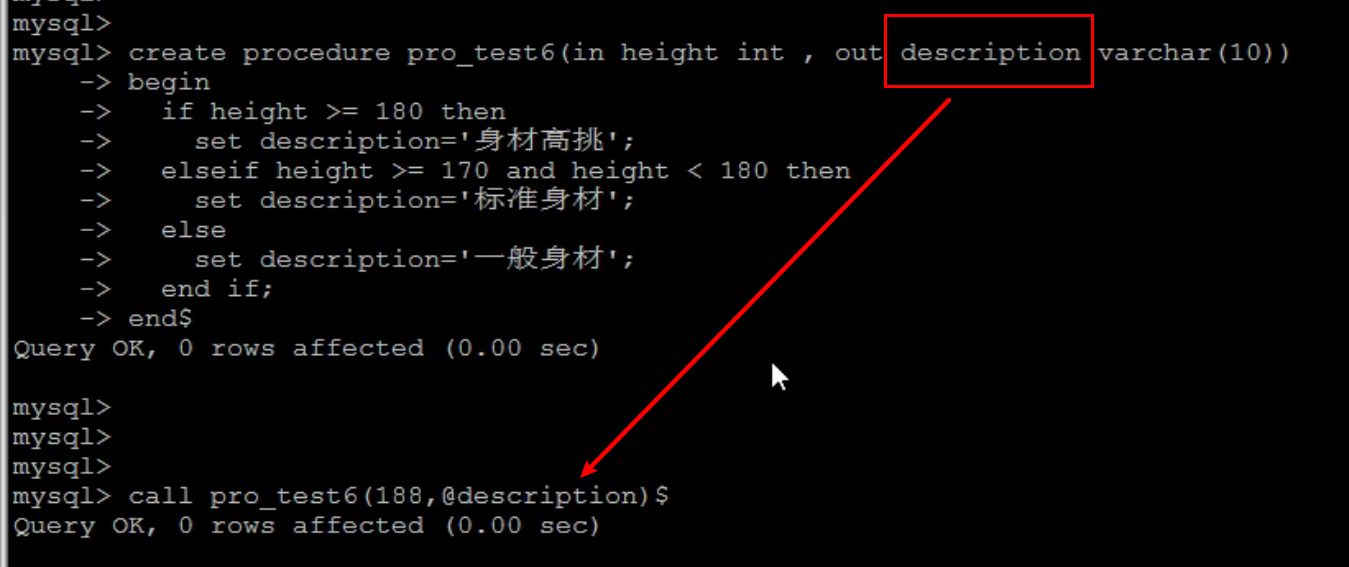 mysql>
mysql>
mysql> create procedure pro_test6(in height int , out description varchar(10))
    -> begin
    ->   if height >= 180 then
    ->     set description='身材高挑';
    ->   elseif height >= 170 and height < 180 then
    ->     set description='标准身材';
    ->   else
    ->     set description='一般身材';
    ->   end if;
    -> end$
Query OK, 0 rows affected (0.00 sec)
mysql>
mysql>
mysql>
mysql> call pro_test6(188,@description)$
Query OK, 0 rows affected (0.00 sec)